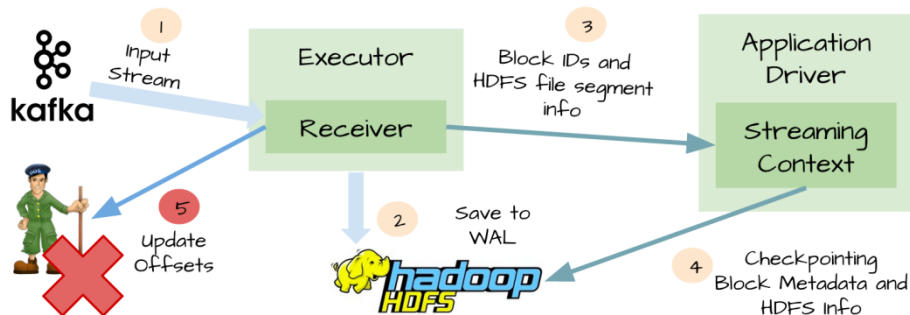 1
Input
Stream
kafka
Executor
Receiver
3
Block IDs and
HDFS file segment
info
Application
Driver
Streaming
Context
5
Update
Offsets
2
Save to
WAL
hadoop
HDFS
4
Checkpointing
Block Metadata and
HDFS Info